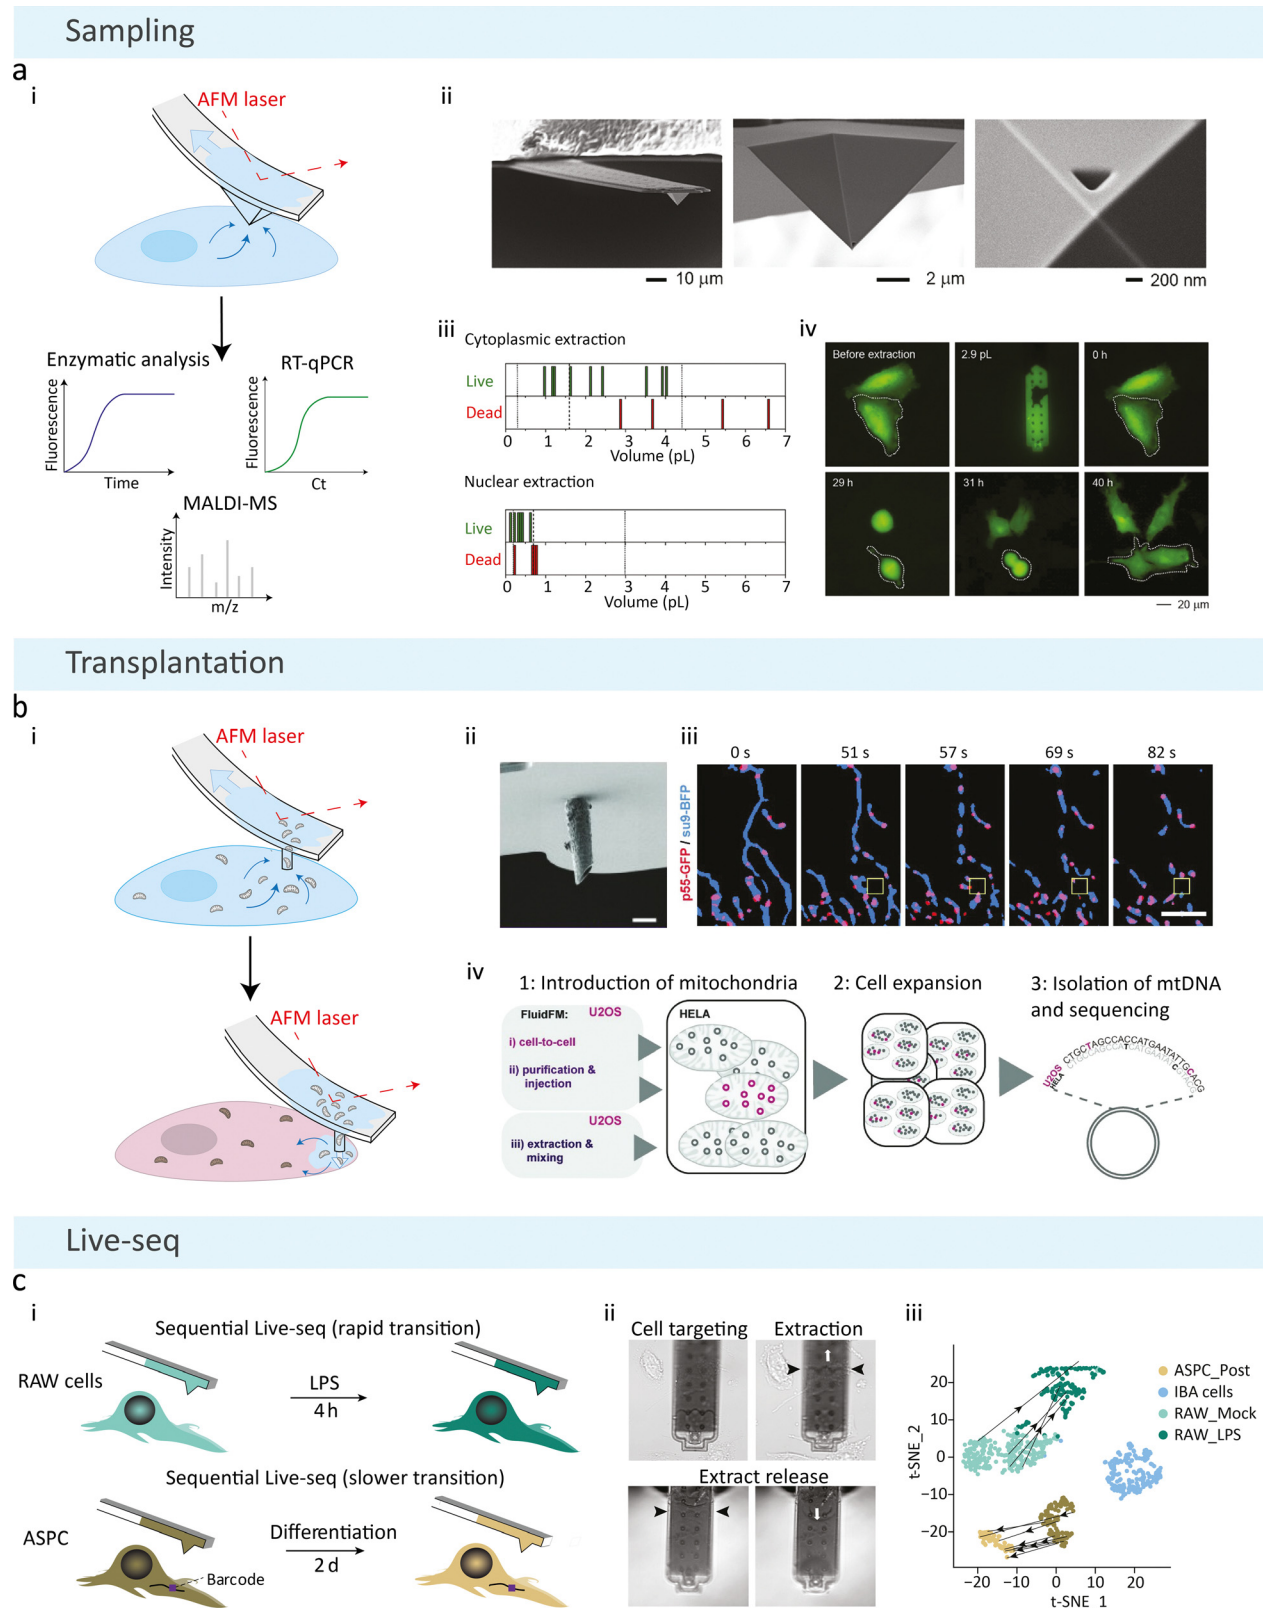 Sampling
a
i
AFM laser
Enzymatic analysis
Fluorescence
Time
RT-qPCR
Fluorescence
Ct
MALDI-MS
Intensity
m/z
ii
10 μm
2 μm
200 nm
iii
Cytoplasmic extraction
Live
Dead
0 1 2 3 4 5 6 7
Volume (pL)
Nuclear extraction
Live
Dead
0 1 2 3 4 5 6 7
Volume (pL)
iv
Before extraction
2.9 pL
0 h
29 h
31 h
40 h
20 μm
Transplantation
b
i
AFM laser
AFM laser
ii
iii
0 s 51 s 57 s 69 s 82 s
p55-GFP / su9-BFP
iv
1: Introduction of mitochondria
FluidFM: U2OS
i) cell-to-cell
ii) purification &
injection
U2OS
iii) extraction &
mixing
HELA
2: Cell expansion
3: Isolation of mtDNA
and sequencing
U2OS CTGCTAGCCACCATGAATATTGCACG
HELA
Live-seq
c
i
Sequential Live-seq (rapid transition)
RAW cells
LPS
4 h
Sequential Live-seq (slower transition)
ASPC
Differentiation
2 d
Barcode
ii
Cell targeting
Extraction
Extract release
iii
t-SNE_2
20
10
0
−10
−20
−20 −10 0 10 20
t-SNE_1
ASPC_Post
IBA cells
RAW_Mock
RAW_LPS